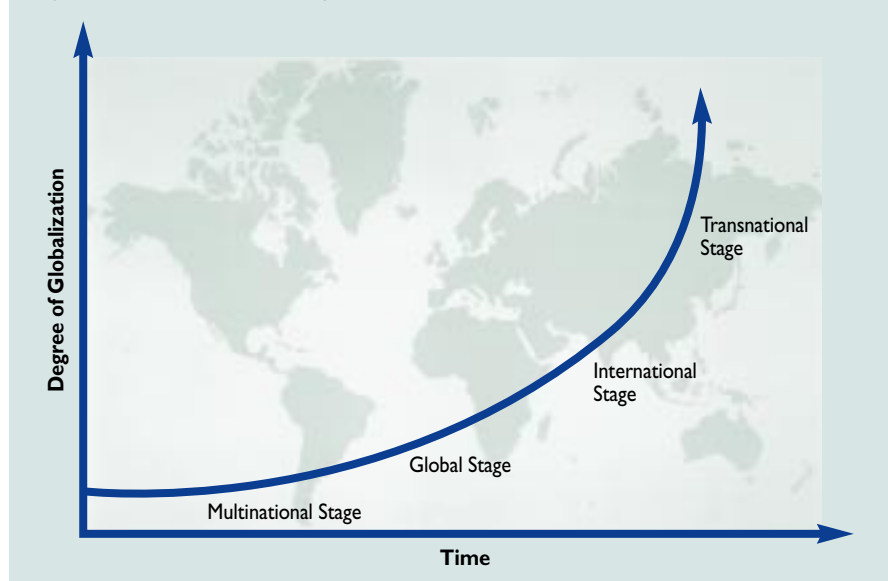 Degree of Globalization
Transnational
Stage
International
Stage
Global Stage
Multinational Stage
Time